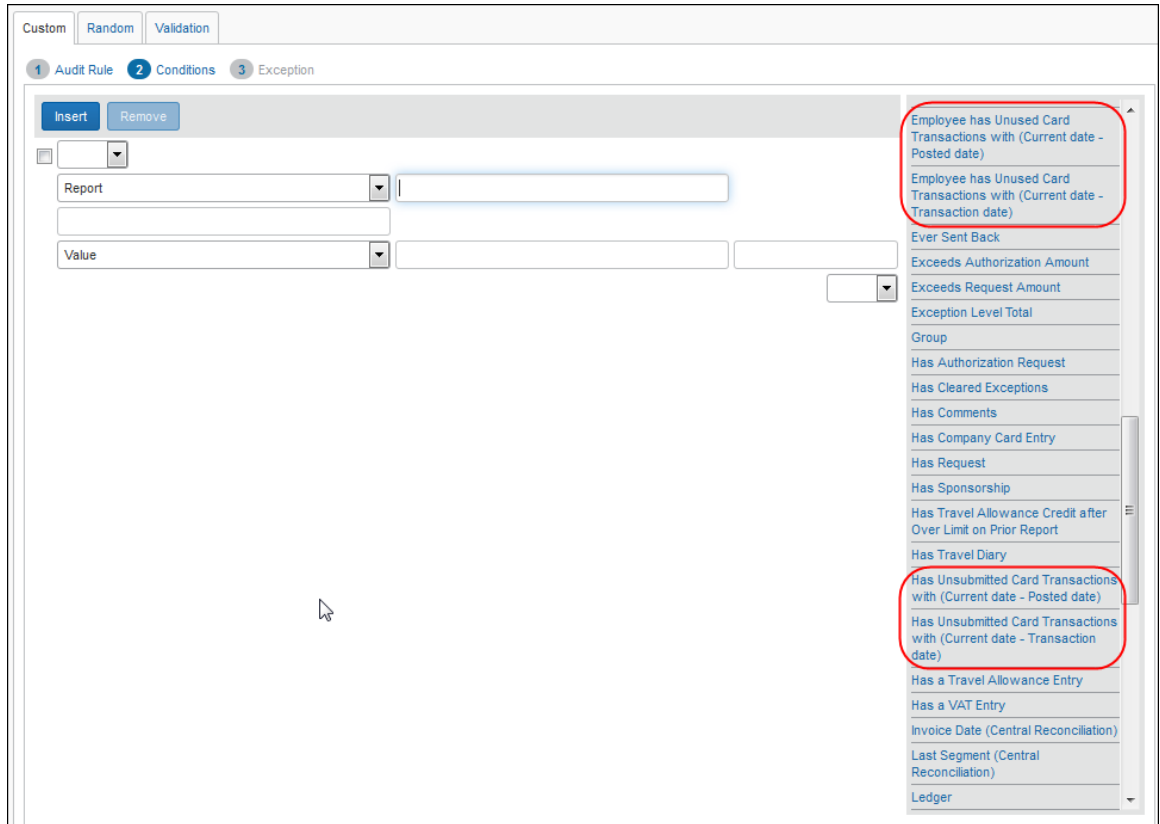 Custom Random Validation
1 Audit Rule 2 Conditions 3 Exception
Insert Remove
Report
Value
Employee has Unused Card
Transactions with (Current date -
Posted date)
Employee has Unused Card
Transactions with (Current date -
Transaction date)
Ever Sent Back
Exceeds Authorization Amount
Exceeds Request Amount
Exception Level Total
Group
Has Authorization Request
Has Cleared Exceptions
Has Comments
Has Company Card Entry
Has Request
Has Sponsorship
Has Travel Allowance Credit after
Over Limit on Prior Report
Has Travel Diary
Has Unsubmitted Card Transactions
with (Current date - Posted date)
Has Unsubmitted Card Transactions
with (Current date - Transaction
date)
Has a Travel Allowance Entry
Has a VAT Entry
Invoice Date (Central Reconciliation)
Last Segment (Central
Reconciliation)
Ledger